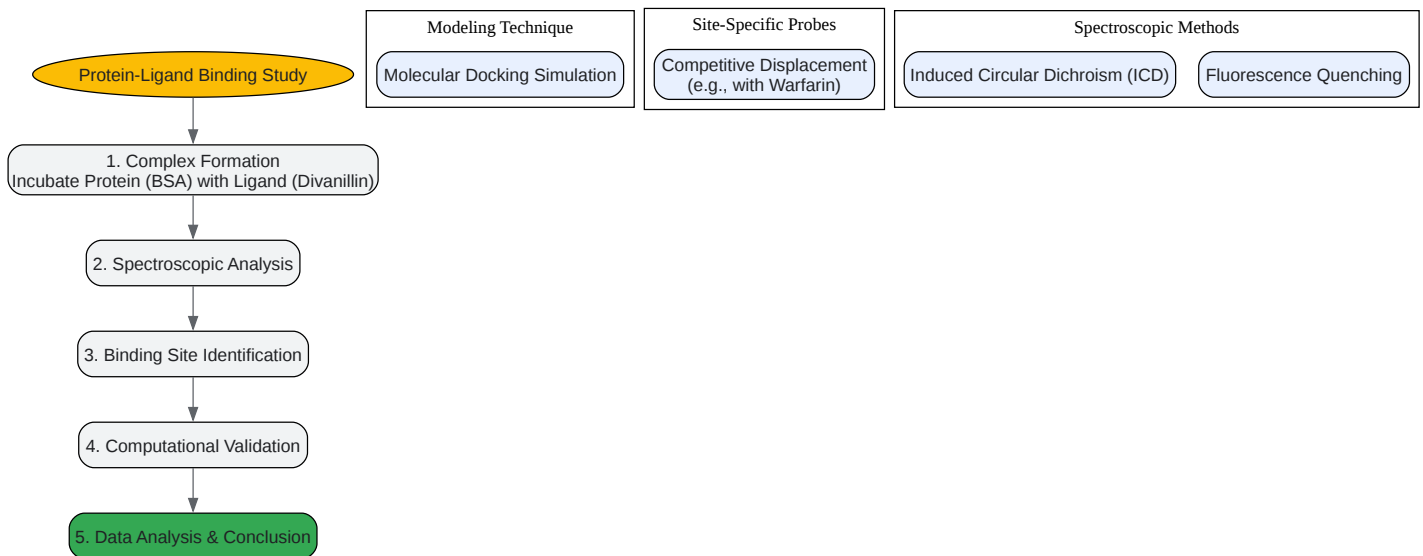 Protein-Ligand Binding Study
1. Complex Formation
Incubate Protein (BSA) with Ligand (Divanillin)
2. Spectroscopic Analysis
3. Binding Site Identification
4. Computational Validation
5. Data Analysis & Conclusion
Modeling Technique
Molecular Docking Simulation
Site-Specific Probes
Competitive Displacement
(e.g., with Warfarin)
Spectroscopic Methods
Induced Circular Dichroism (ICD)
Fluorescence Quenching